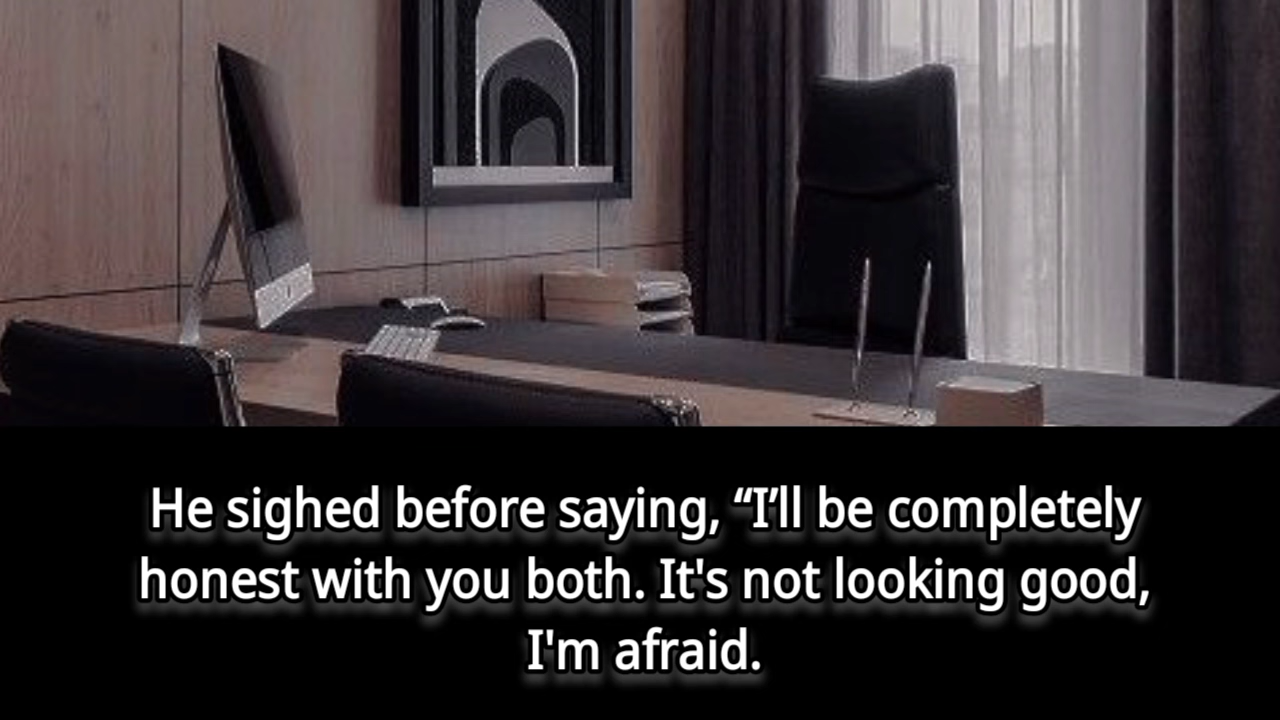 He sighed before saying, “I’ll be completely
honest with you both. It's not looking good,
I'm afraid.